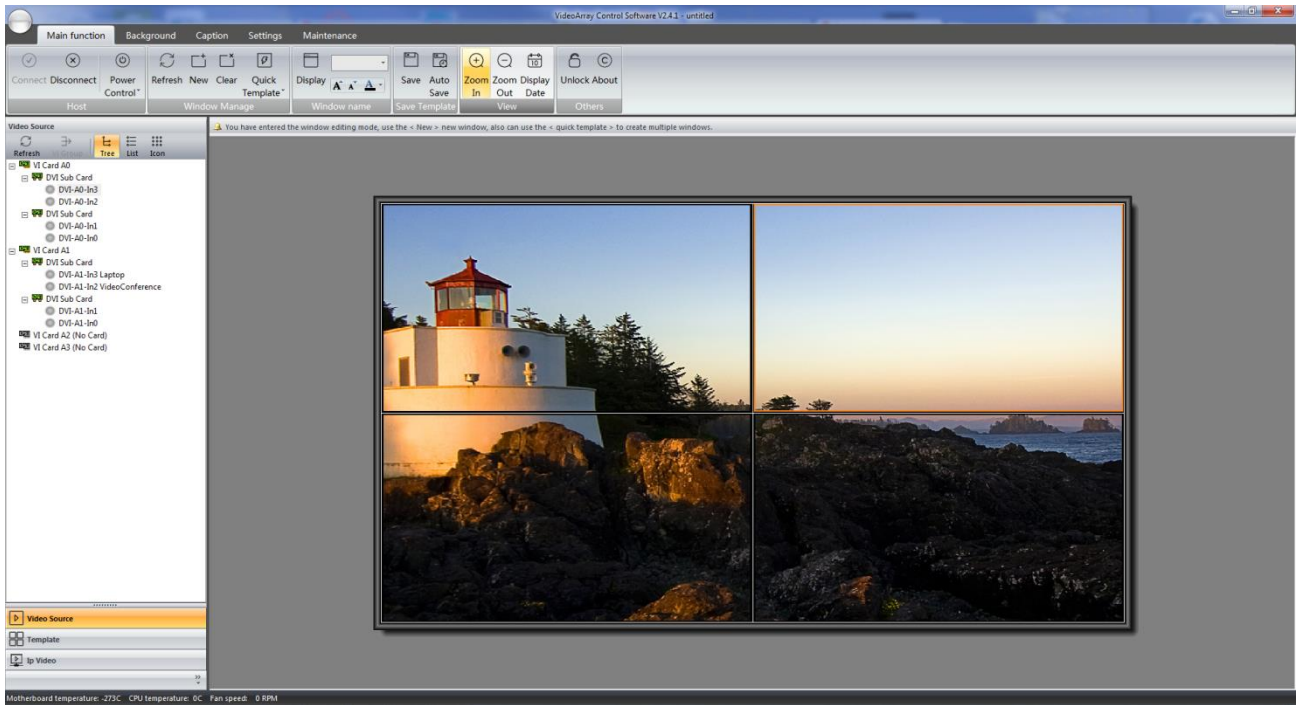 VideoArray Control Software V2.4.1 - untitled
Main function Background Caption Settings Maintenance
Connect Disconnect Power Control Refresh New Clear Quick Template Display Save Auto Save Zoom In Zoom Out Display Date Unlock About
Host Window Manage Window name Save Template View Others
Video Source
You have entered the window editing mode, use the < New > new window, also can use the < quick template > to create multiple windows.
Refresh Tree List Icon
VI Card A0
DVI Sub Card
DVI-A0-In3
DVI-A0-In2
DVI Sub Card
DVI-A0-In1
DVI-A0-In0
VI Card A1
DVI Sub Card
DVI-A1-In3 Laptop
DVI-A1-In2 VideoConference
DVI Sub Card
DVI-A1-In1
DVI-A1-In0
VI Card A2 (No Card)
VI Card A3 (No Card)
Video Source
Template
Ip Video
Motherboard temperature: -273C CPU temperature: 0C Fan speed: 0 RPM